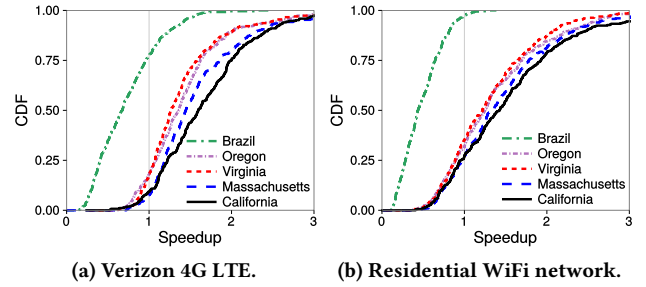 1.00
0.75
0.50
0.25
0.00
CDF
Brazil
Oregon
Virginia
Massachusetts
California
0 1 2 3
Speedup
(a) Verizon 4G LTE.
1.00
0.75
0.50
0.25
0.00
CDF
Brazil
Oregon
Virginia
Massachusetts
California
0 1 2 3
Speedup
(b) Residential WiFi network.